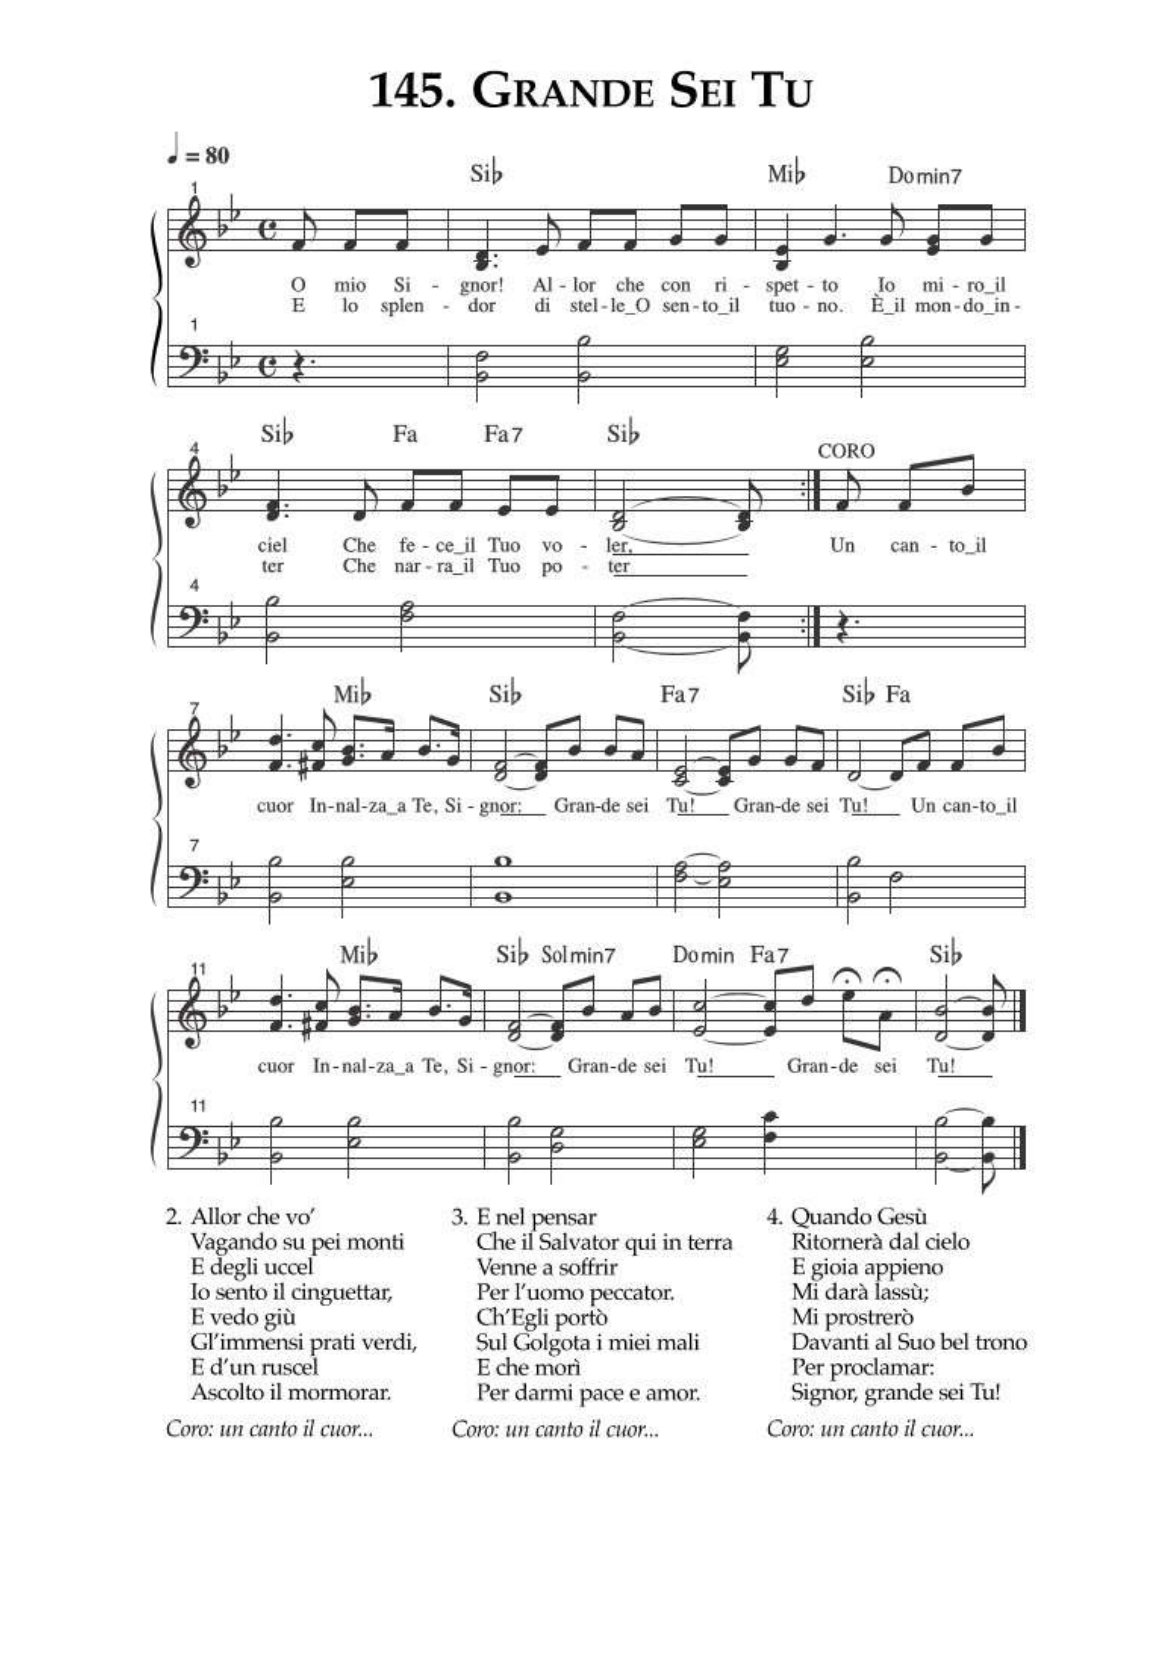 145. Grande Sei Tu
= 80
Si♭ Mi♭ Domin7
1
O mio Si - gnor! Al - lor che con ri - spet - to Io mi - ro_il
E lo splen - dor di stel - le_O sen - to_il tuo - no. È_il mon - do_in -
1
Si♭ Fa Fa7 Si♭
4 CORO
ciel Che fe - ce_il Tuo vo - ler, Un can - to_il
ter Che nar - ra_il Tuo po - ter
4
Mi♭ Si♭ Fa7 Si♭ Fa
7
cuor In - nal - za_a Te, Si - gnor: Gran - de sei Tu! Gran - de sei Tu! Un can - to_il
7
Mi♭ Si♭ Solmin7 Domin Fa7 Si♭
11
cuor In - nal - za_a Te, Si - gnor: Gran - de sei Tu! Gran - de sei Tu!
11
2. Allor che vo'
Vagando su pei monti
E degli uccel
Io sento il cinguettar,
E vedo giù
Gl'immensi prati verdi,
E d'un ruscel
Ascolto il mormorar.
Coro: un canto il cuor...
3. E nel pensar
Che il Salvator qui in terra
Venne a soffrir
Per l'uomo peccator.
Ch'Egli portò
Sul Golgota i miei mali
E che morì
Per darmi pace e amor.
Coro: un canto il cuor...
4. Quando Gesù
Ritornerà dal cielo
E gioia appieno
Mi darà lassù;
Mi prostrerò
Davanti al Suo bel trono
Per proclamar:
Signor, grande sei Tu!
Coro: un canto il cuor...